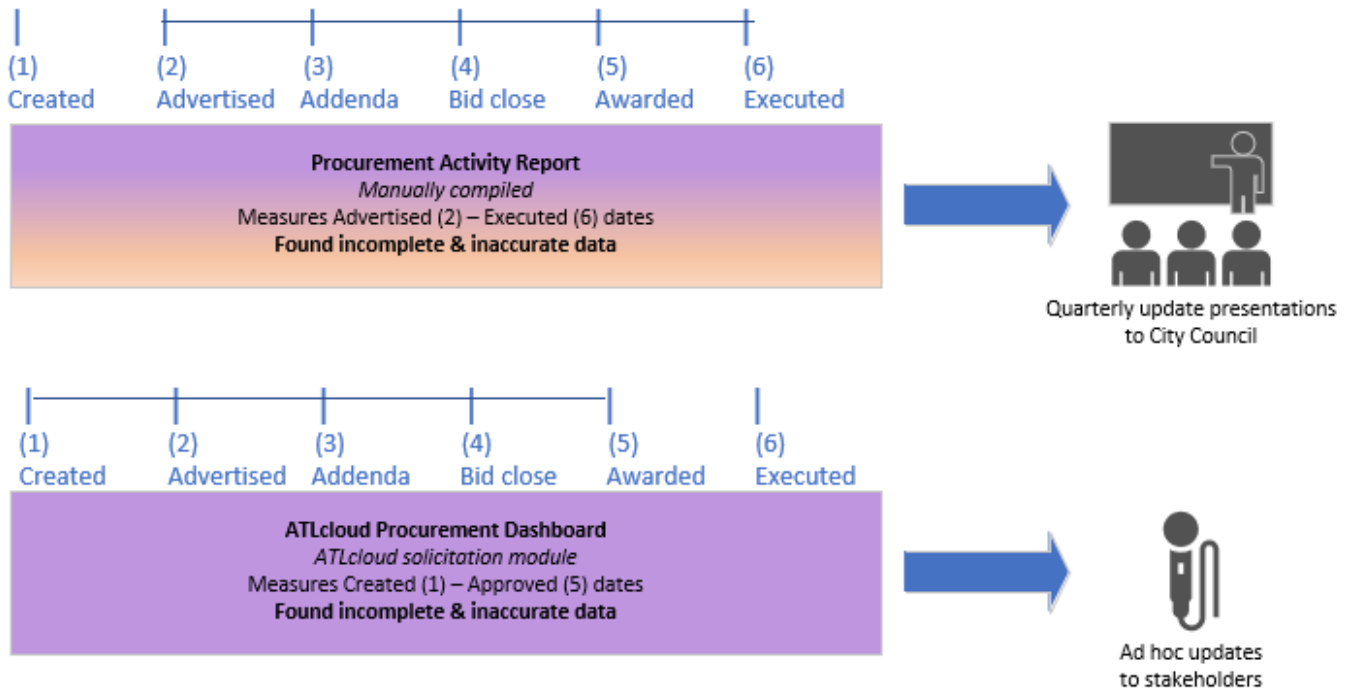 (1)
Created
(2)
Advertised
(3)
Addenda
(4)
Bid close
(5)
Awarded
(6)
Executed
Procurement Activity Report
Manually compiled
Measures Advertised (2) – Executed (6) dates
Found incomplete & inaccurate data
Quarterly update presentations
to City Council
(1)
Created
(2)
Advertised
(3)
Addenda
(4)
Bid close
(5)
Awarded
(6)
Executed
ATLcloud Procurement Dashboard
ATLcloud solicitation module
Measures Created (1) – Approved (5) dates
Found incomplete & inaccurate data
Ad hoc updates
to stakeholders